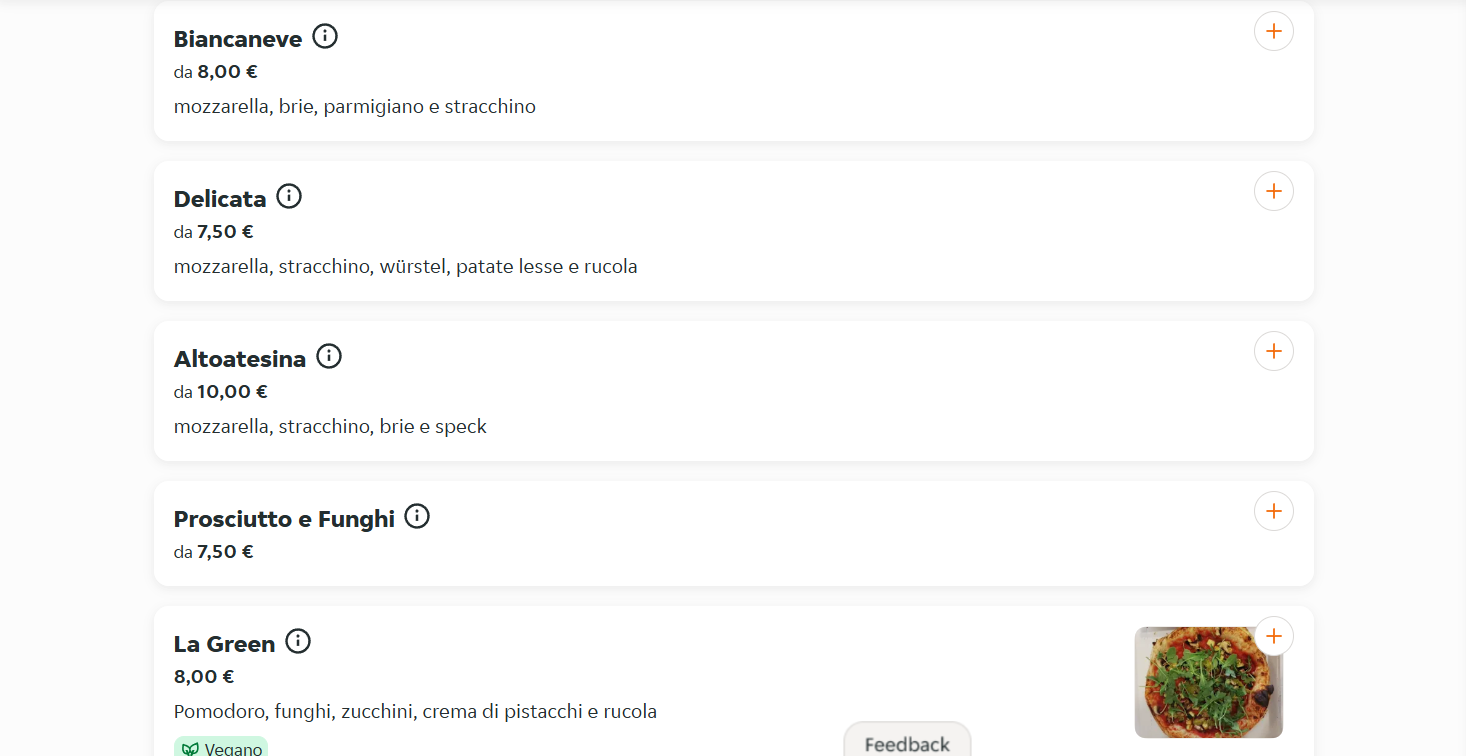 Biancaneve
da 8,00 €
mozzarella, brie, parmigiano e stracchino
Delicata
da 7,50 €
mozzarella, stracchino, würstel, patate lesse e rucola
Altoatesina
da 10,00 €
mozzarella, stracchino, brie e speck
Prosciutto e Funghi
da 7,50 €
La Green
8,00 €
Pomodoro, funghi, zucchini, crema di pistacchi e rucola
Vegano
Feedback